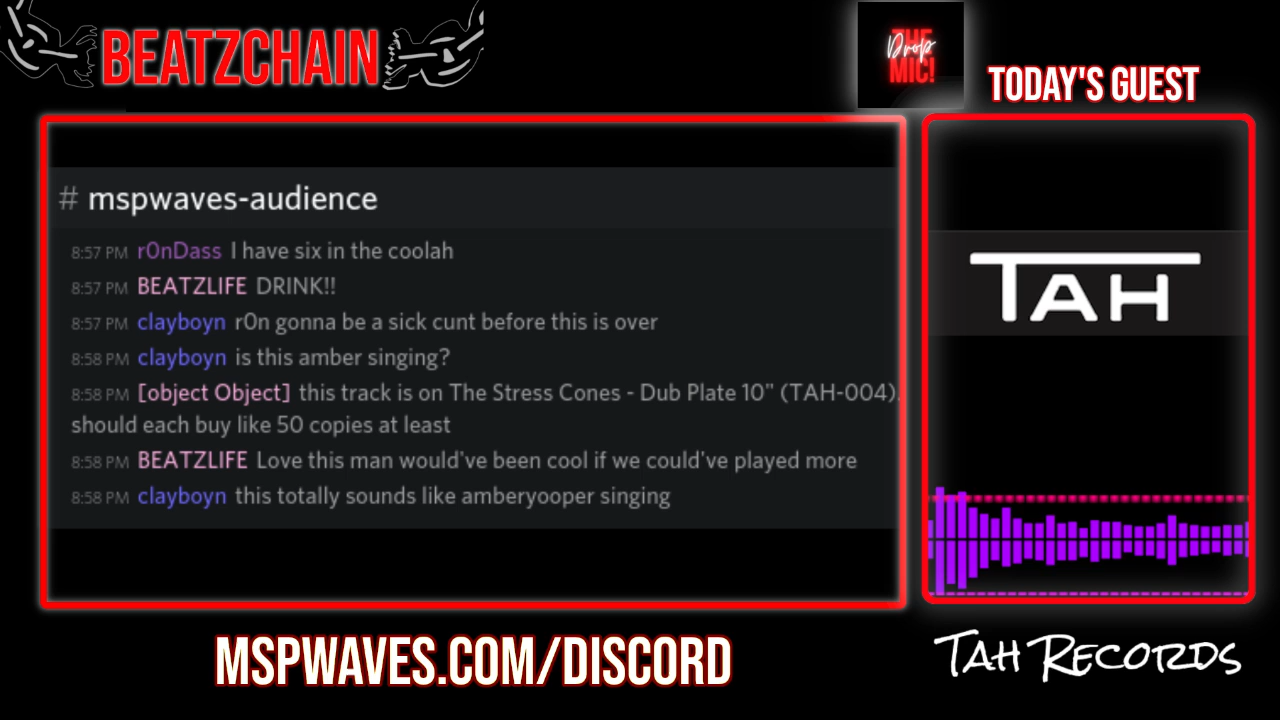 BEATZCHAIN
THE
Drop
MIC!
TODAY'S GUEST
# mspwaves-audience
8:57 PM r0nDass I have six in the coolah
8:57 PM BEATZLIFE DRINK!!
8:57 PM clayboyn r0n gonna be a sick cunt before this is over
8:58 PM clayboyn is this amber singing?
8:58 PM [object Object] this track is on The Stress Cones - Dub Plate 10" (TAH-004).
should each buy like 50 copies at least
8:58 PM BEATZLIFE Love this man would've been cool if we could've played more
8:58 PM clayboyn this totally sounds like amberyooper singing
TAH
MSPWAVES.COM/DISCORD
TAH RECORDS